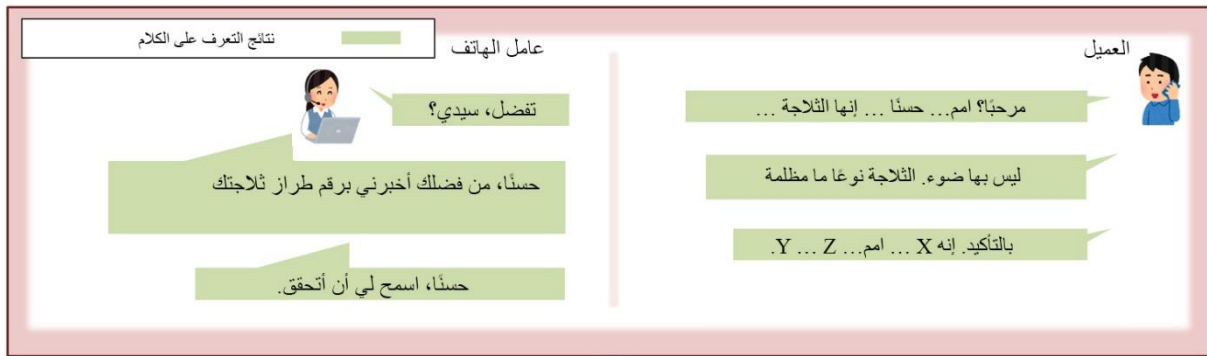 نتائج التعرف على الكلام
العميل
عامل الهاتف
مرحبًا؟ امم... حسنًا ... إنها الثلاجة ...
تفضل، سيدي؟
ليس بها ضوء. الثلاجة نوعًا ما مظلمة
حسنًا، من فضلك أخبرني برقم طراز ثلاجتك
بالتأكيد. إنه X ... امم... Y ... Z.
حسنًا، اسمح لي أن أتحقق.